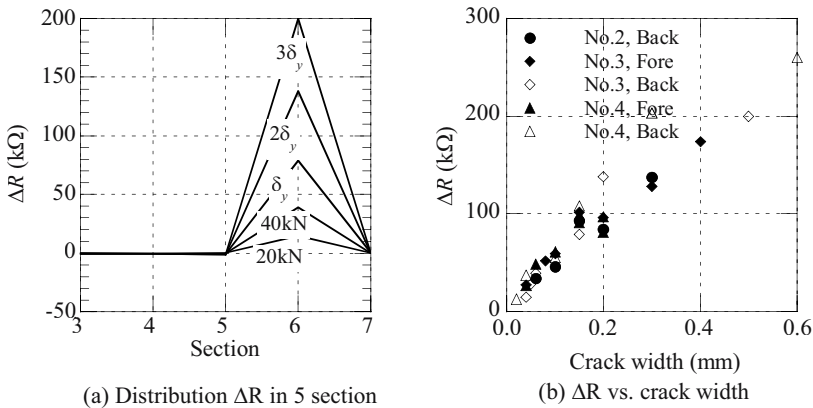 200
150
100
50
0
-50
ΔR (kΩ)
3δy
2δy
δy
40kN
20kN
3 4 5 6 7
Section
(a) Distribution ΔR in 5 section
300
200
100
0
ΔR (kΩ)
No.2, Back
No.3, Fore
No.3, Back
No.4, Fore
No.4, Back
0.0 0.2 0.4 0.6
Crack width (mm)
(b) ΔR vs. crack width